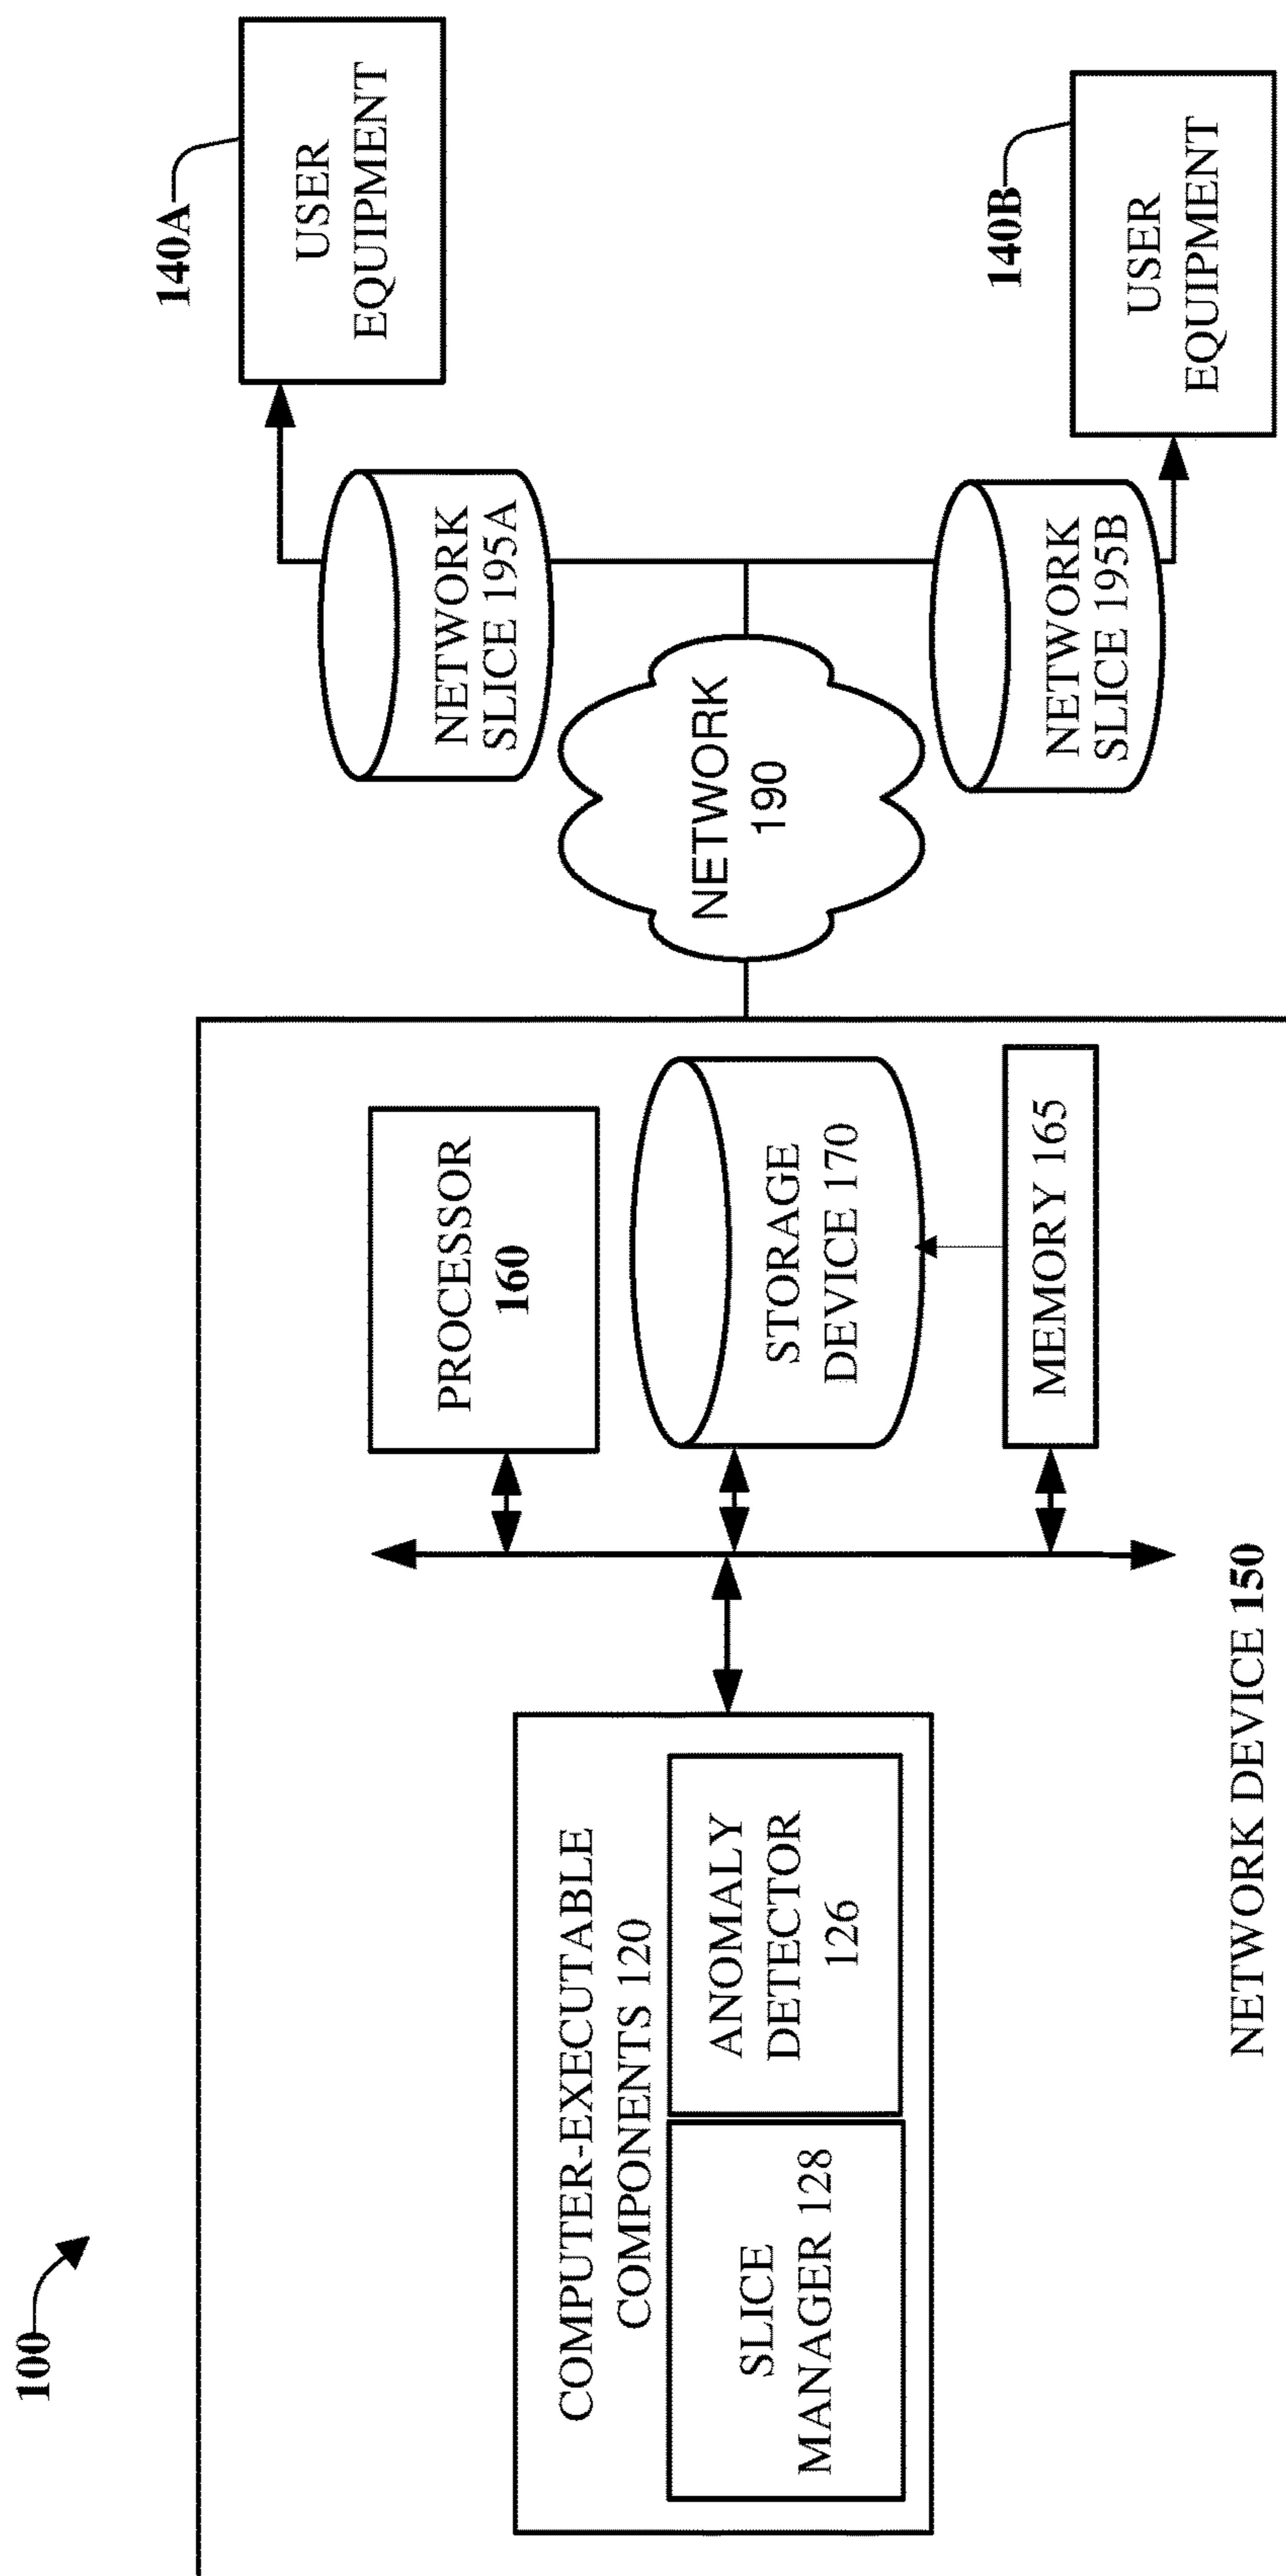 100
COMPUTER-EXECUTABLE
COMPONENTS 120
SLICE
MANAGER 128
ANOMALY
DETECTOR
126
PROCESSOR
160
STORAGE
DEVICE 170
MEMORY 165
NETWORK DEVICE 150
NETWORK
190
NETWORK
SLICE 195A
NETWORK
SLICE 195B
140A
USER
EQUIPMENT
140B
USER
EQUIPMENT